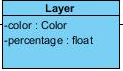 Layer
-color : Color
-percentage : float